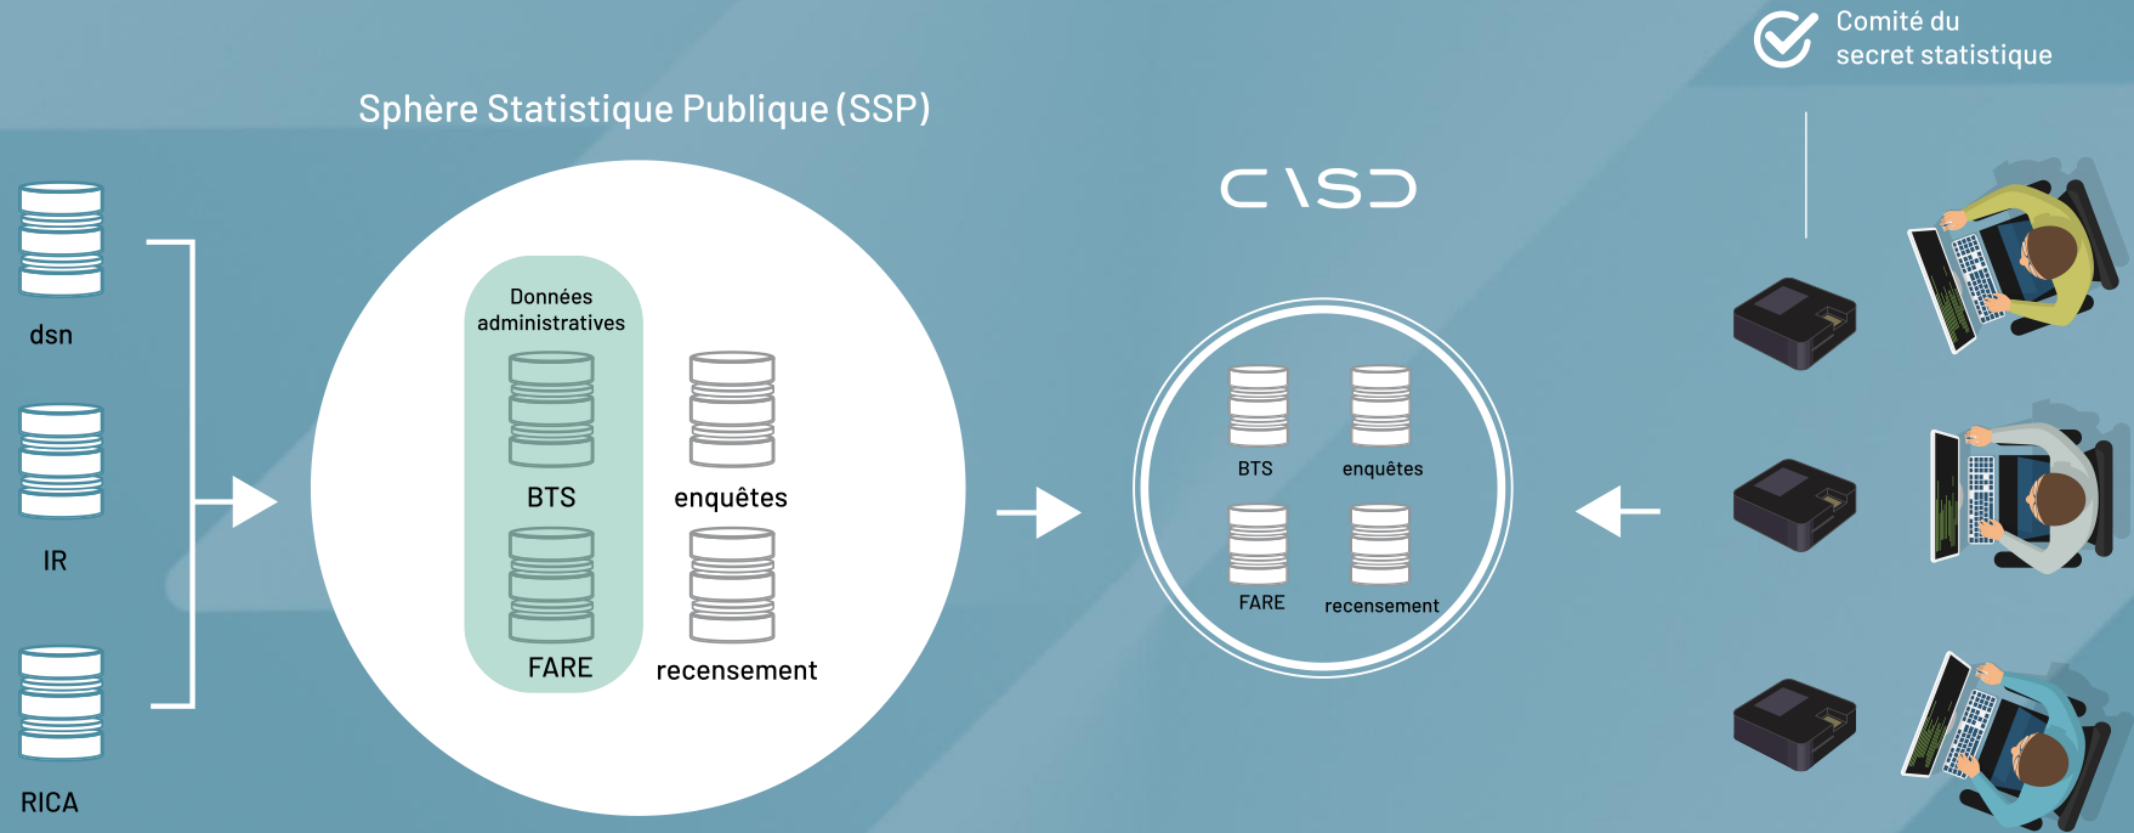 Comité du
secret statistique
Sphère Statistique Publique (SSP)
CASD
dsn
IR
RICA
Données
administratives
BTS
enquêtes
FARE
recensement
BTS
enquêtes
FARE
recensement